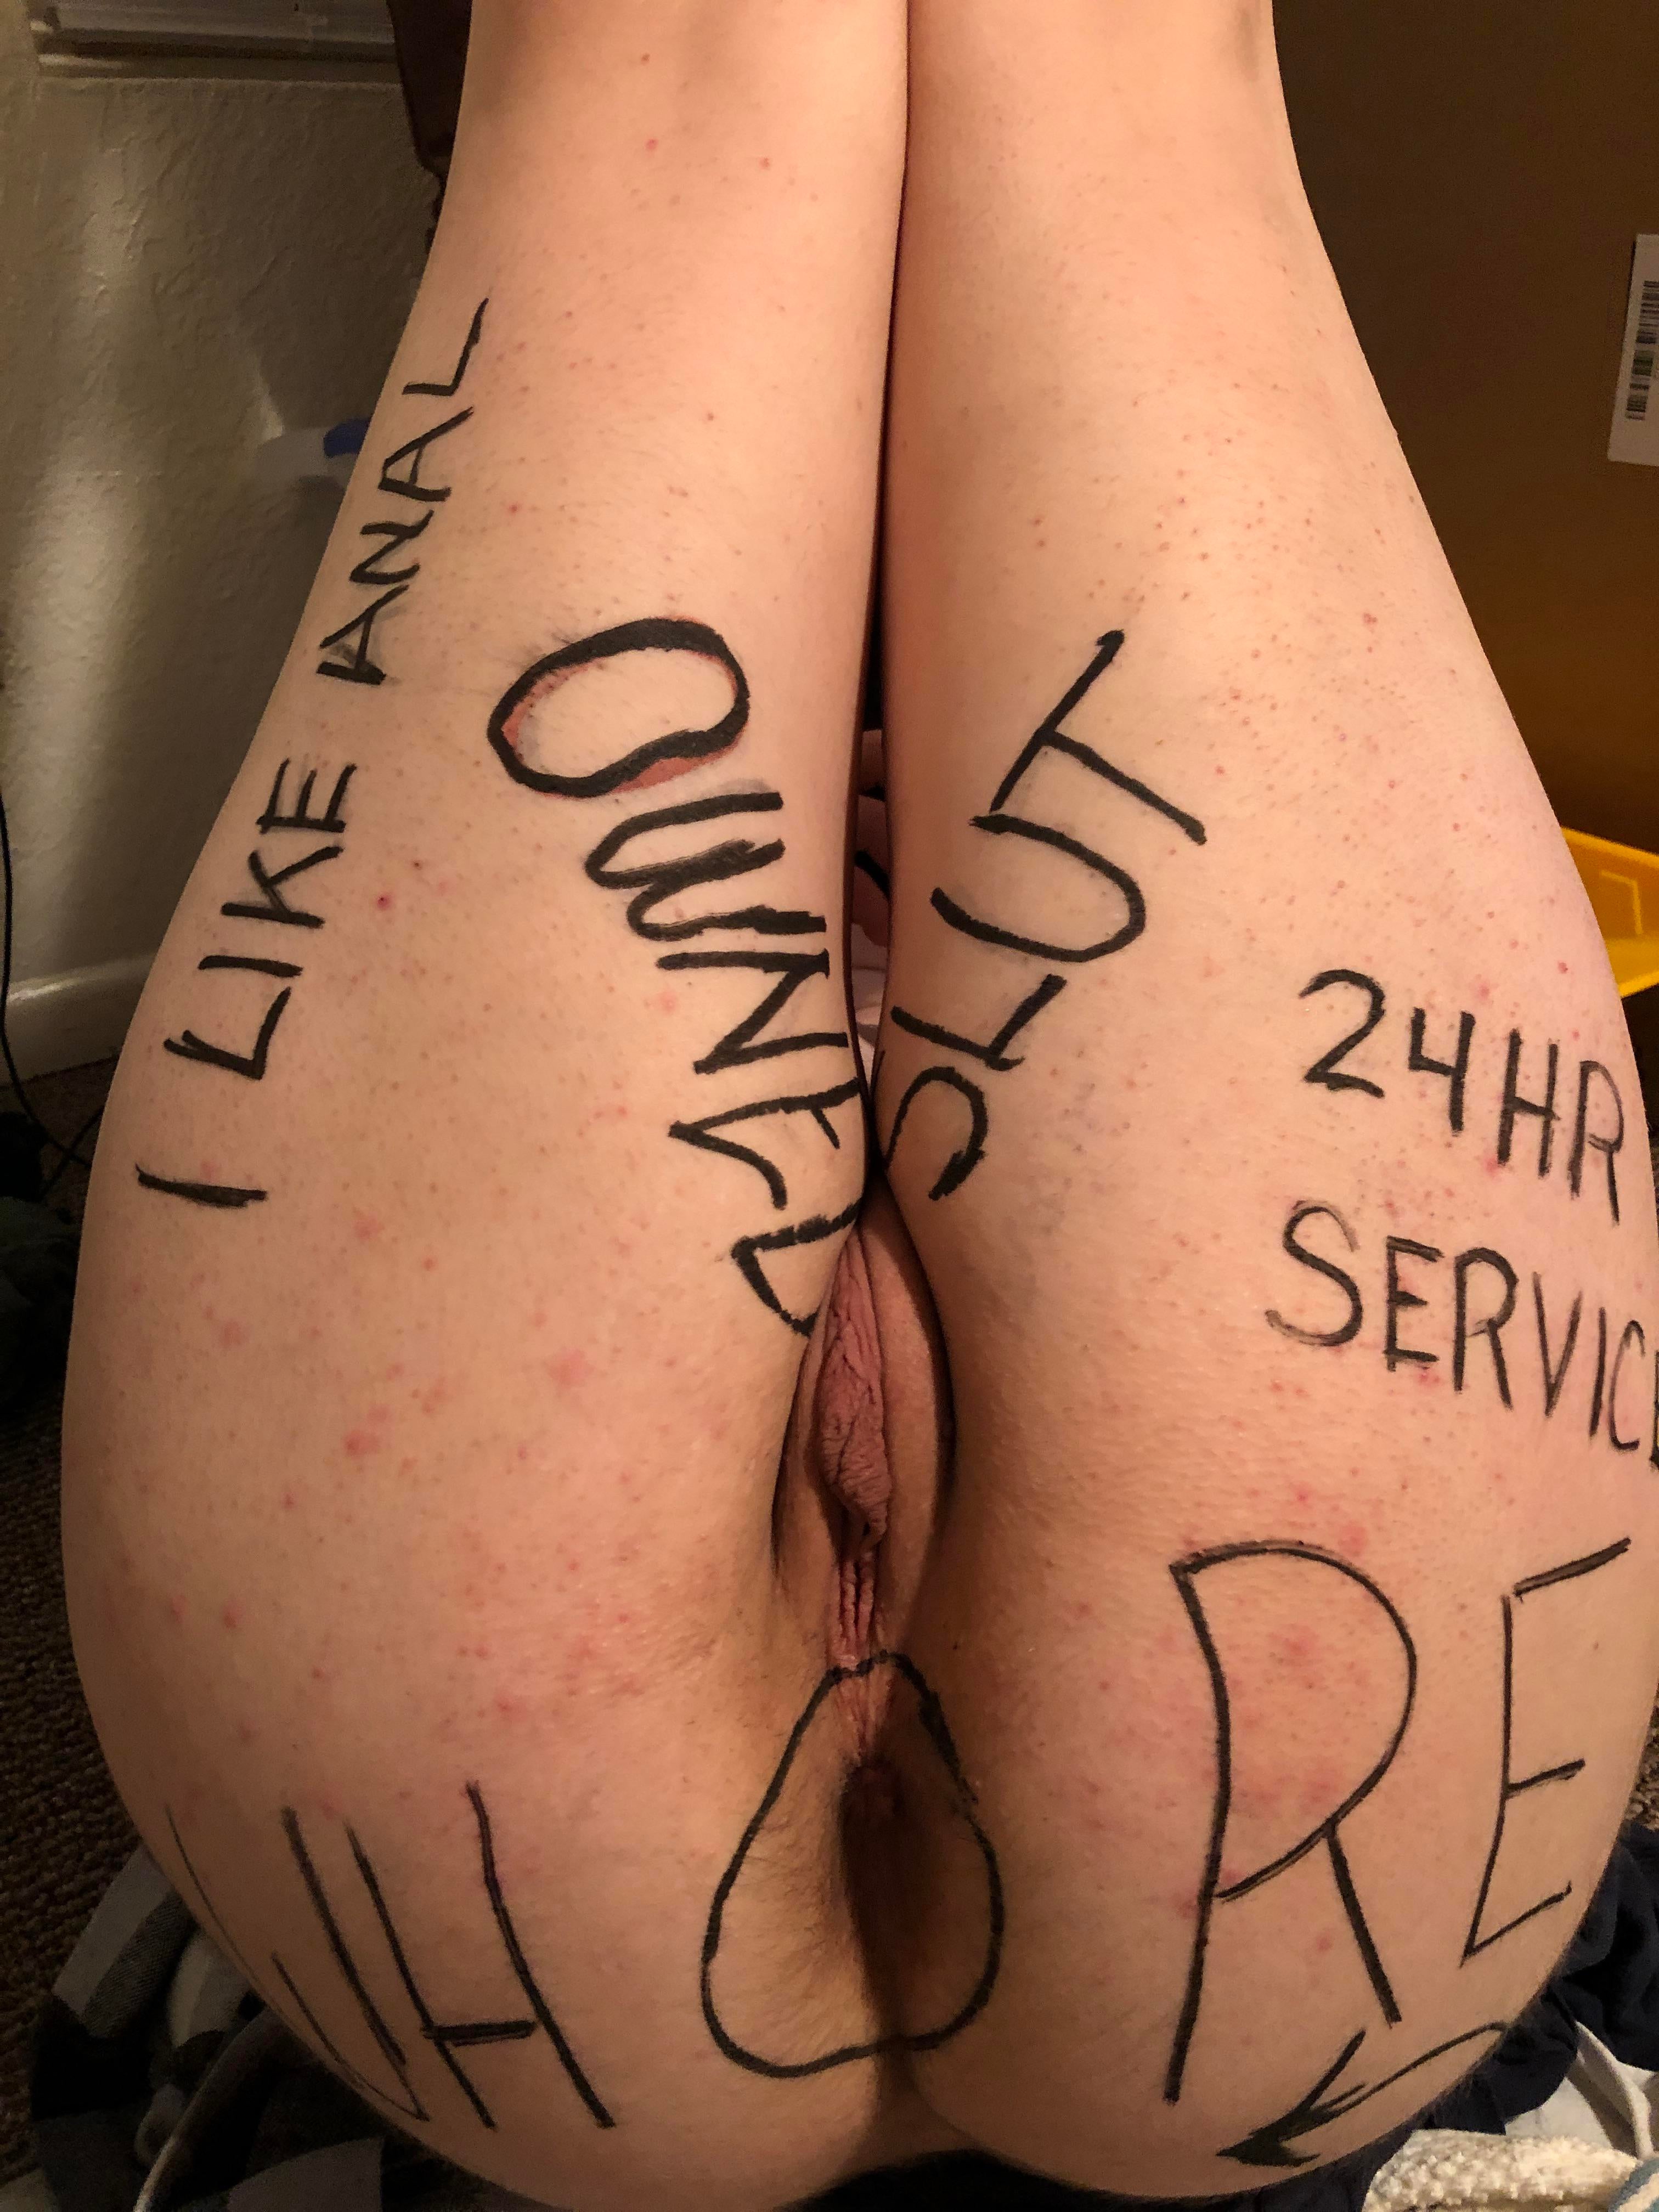 I LIKE ANAL
OWNED
SLUT
24HR
SERVICE
WHORE